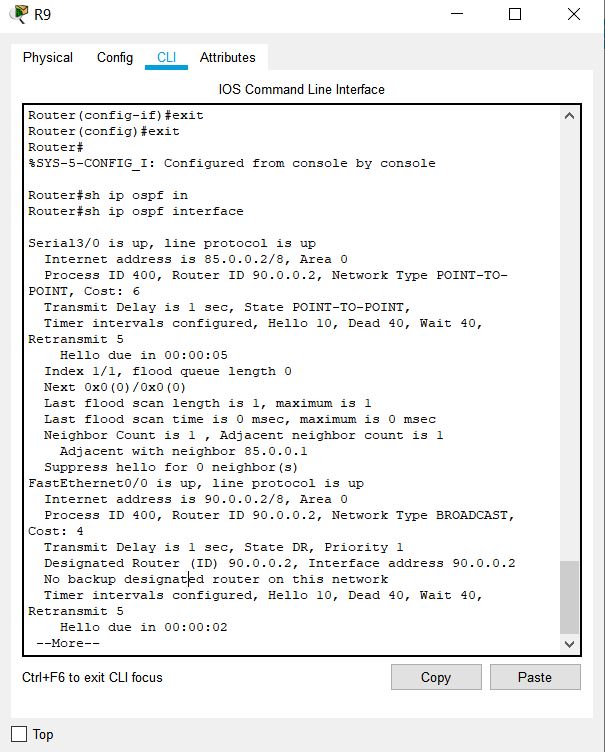 R9
Physical Config CLI Attributes
IOS Command Line Interface
Router(config-if)#exit
Router(config)#exit
Router#
%SYS-5-CONFIG_I: Configured from console by console
Router#sh ip ospf in
Router#sh ip ospf interface
Serial3/0 is up, line protocol is up
  Internet address is 85.0.0.2/8, Area 0
  Process ID 400, Router ID 90.0.0.2, Network Type POINT-TO-
POINT, Cost: 6
  Transmit Delay is 1 sec, State POINT-TO-POINT,
  Timer intervals configured, Hello 10, Dead 40, Wait 40,
Retransmit 5
    Hello due in 00:00:05
  Index 1/1, flood queue length 0
  Next 0x0(0)/0x0(0)
  Last flood scan length is 1, maximum is 1
  Last flood scan time is 0 msec, maximum is 0 msec
  Neighbor Count is 1 , Adjacent neighbor count is 1
    Adjacent with neighbor 85.0.0.1
  Suppress hello for 0 neighbor(s)
FastEthernet0/0 is up, line protocol is up
  Internet address is 90.0.0.2/8, Area 0
  Process ID 400, Router ID 90.0.0.2, Network Type BROADCAST,
Cost: 4
  Transmit Delay is 1 sec, State DR, Priority 1
  Designated Router (ID) 90.0.0.2, Interface address 90.0.0.2
  No backup designated router on this network
  Timer intervals configured, Hello 10, Dead 40, Wait 40,
Retransmit 5
    Hello due in 00:00:02
 --More--
Ctrl+F6 to exit CLI focus
Copy Paste
Top